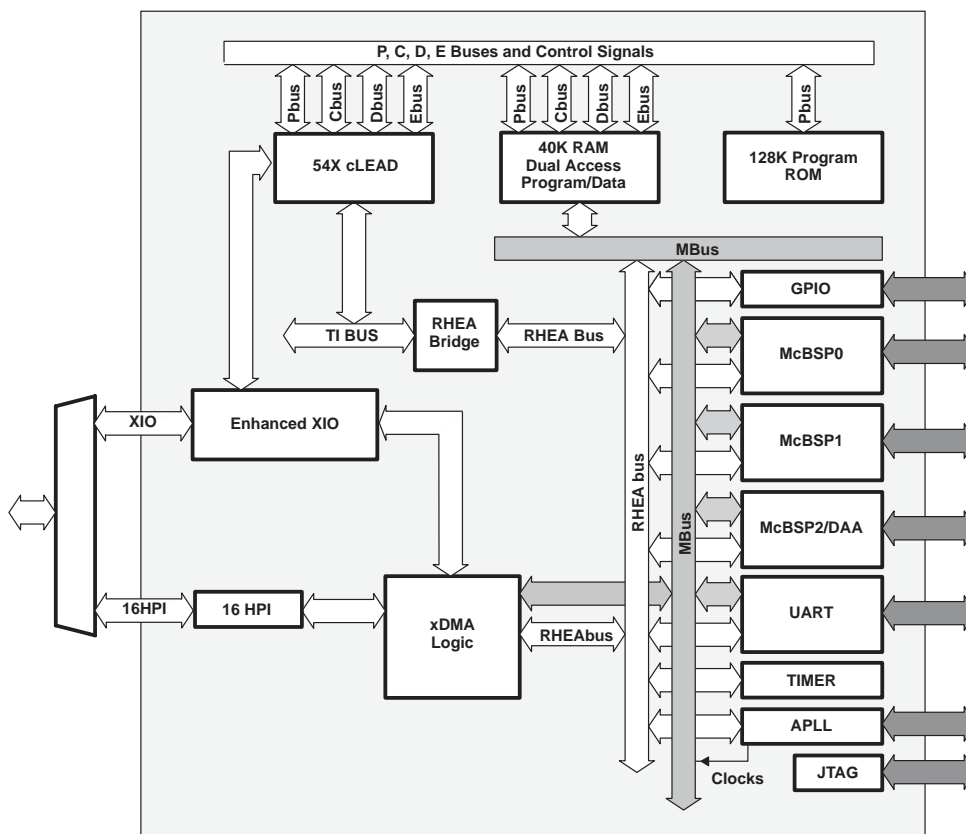 P, C, D, E Buses and Control Signals
Pbus
Cbus
Dbus
Ebus
Pbus
Cbus
Dbus
Ebus
Pbus
54X cLEAD
40K RAM
Dual Access
Program/Data
128K Program
ROM
MBus
GPIO
TI BUS
RHEA
Bridge
RHEA Bus
McBSP0
XIO
Enhanced XIO
McBSP1
RHEA bus
MBus
McBSP2/DAA
16HPI
16 HPI
xDMA
Logic
RHEAbus
UART
TIMER
APLL
Clocks
JTAG